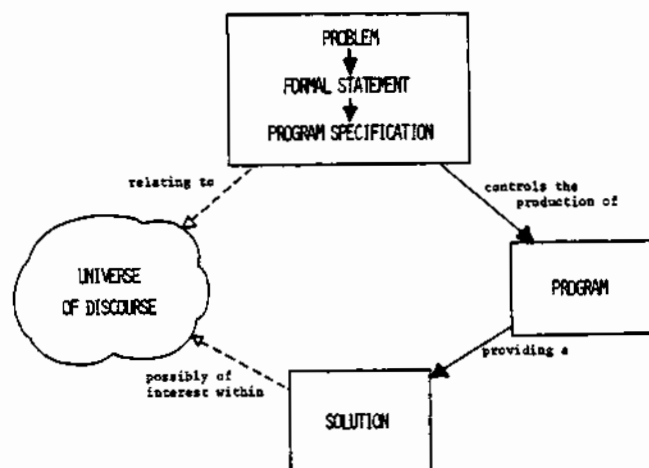 PROBLEM
FORMAL STATEMENT
PROGRAM SPECIFICATION
relating to
controls the
production of
UNIVERSE
OF DISCOURSE
PROGRAM
providing a
possibly of
interest within
SOLUTION